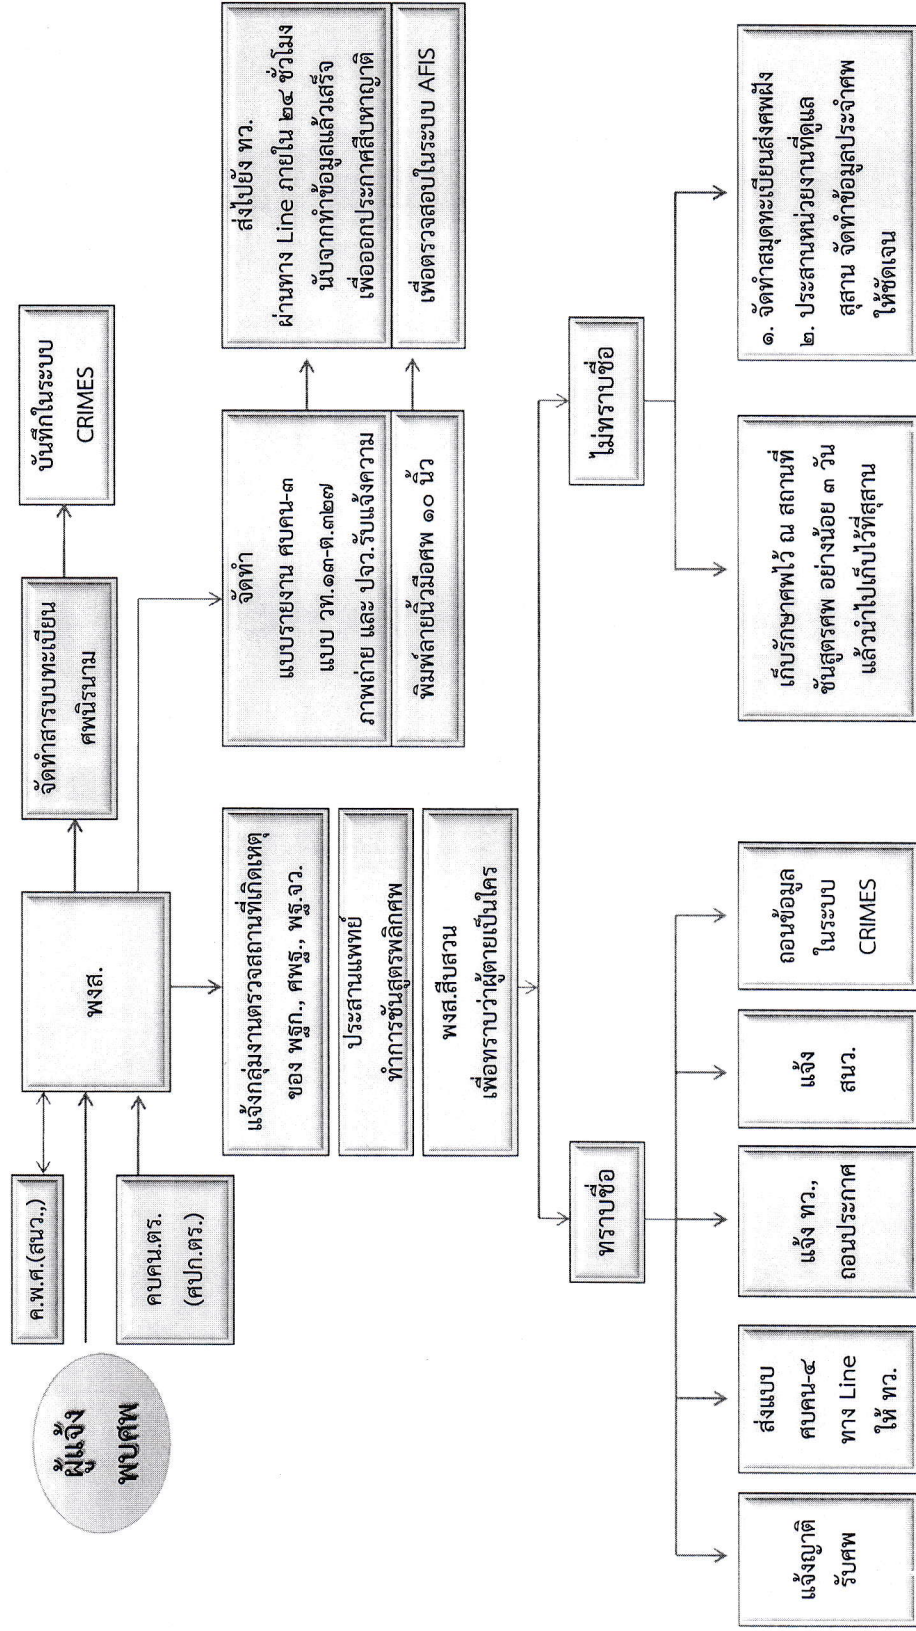 ผู้แจ้ง
พบศพ
ค.พ.ศ.(สนว.,)
ศบคน.ตร.
(ศปก.ตร.)
พงส.
จัดทำสารบบทะเบียน
ศพนิรนาม
บันทึกในระบบ
CRIMES
แจ้งกลุ่มงานตรวจสถานที่เกิดเหตุ
ของ พฐก., ศพฐ., พฐ.จว.
ประสานแพทย์
ทำการชันสูตรพลิกศพ
พงส.สืบสวน
เพื่อทราบว่าผู้ตายเป็นใคร
จัดทำ
แบบรายงาน ศบคน-๓
แบบ วท.๑๓-ต.๓๒๗
ภาพถ่าย และ ปจว.รับแจ้งความ
พิมพ์ลายนิ้วมือศพ ๑๐ นิ้ว
ส่งไปยัง ทว.
ผ่านทาง Line ภายใน ๒๔ ชั่วโมง
นับจากทำข้อมูลแล้วเสร็จ
เพื่อออกประกาศสืบหาญาติ
เพื่อตรวจสอบในระบบ AFIS
ทราบชื่อ
ไม่ทราบชื่อ
แจ้งญาติ
รับศพ
ส่งแบบ
ศบคน-๔
ทาง Line
ให้ ทว.
แจ้ง ทว.,
ถอนประกาศ
แจ้ง
สนว.
ถอนข้อมูล
ในระบบ
CRIMES
เก็บรักษาศพไว้ ณ สถานที่
ชันสูตรศพ อย่างน้อย ๓ วัน
แล้วนำไปเก็บไว้ที่สุสาน
๑. จัดทำสมุดทะเบียนส่งศพฝัง
๒. ประสานหน่วยงานที่ดูแล
สุสาน จัดทำข้อมูลประจำศพ
ให้ชัดเจน